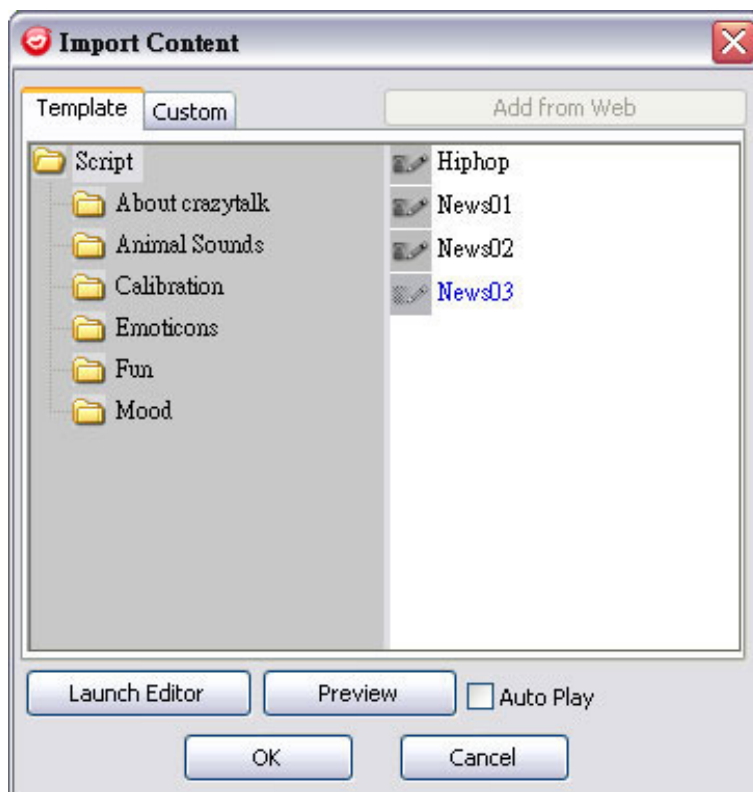 Import Content
Template Custom Add from Web
Script
About crazytalk
Animal Sounds
Calibration
Emoticons
Fun
Mood
Hiphop
News01
News02
News03
Launch Editor Preview Auto Play
OK Cancel